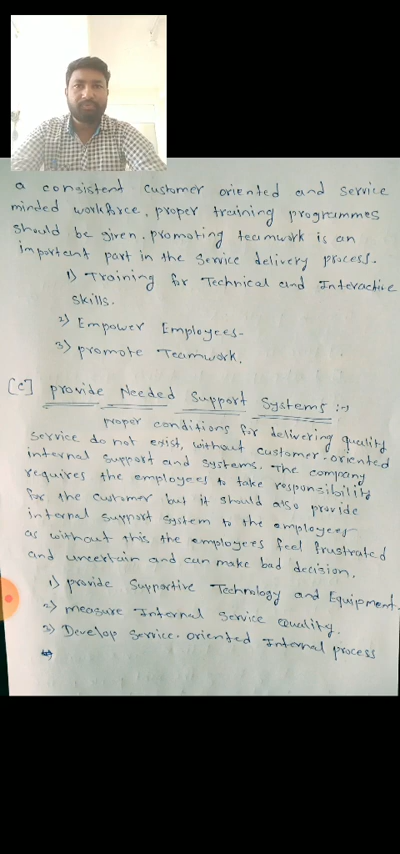 a consistent customer oriented and service
minded workforce, proper training programmes
should be given. promoting teamwork is an
important part in the service delivery process.
1) Training for Technical and Interactive
skills.
2) Empower Employees-
3) promote Teamwork.
[c] provide Needed Support Systems :->
proper conditions for delivering quality
service do not exist, without customer-oriented
internal support and systems. The company
requires the employees to take responsibility
for the customer but it should also provide
internal support system to the employees
as without this the employees feel frustrated
and uncertain and can make bad decision.
1) provide Supportive Technology and Equipment.
2) measure Internal Service Quality.
3) Develop service-oriented Internal process